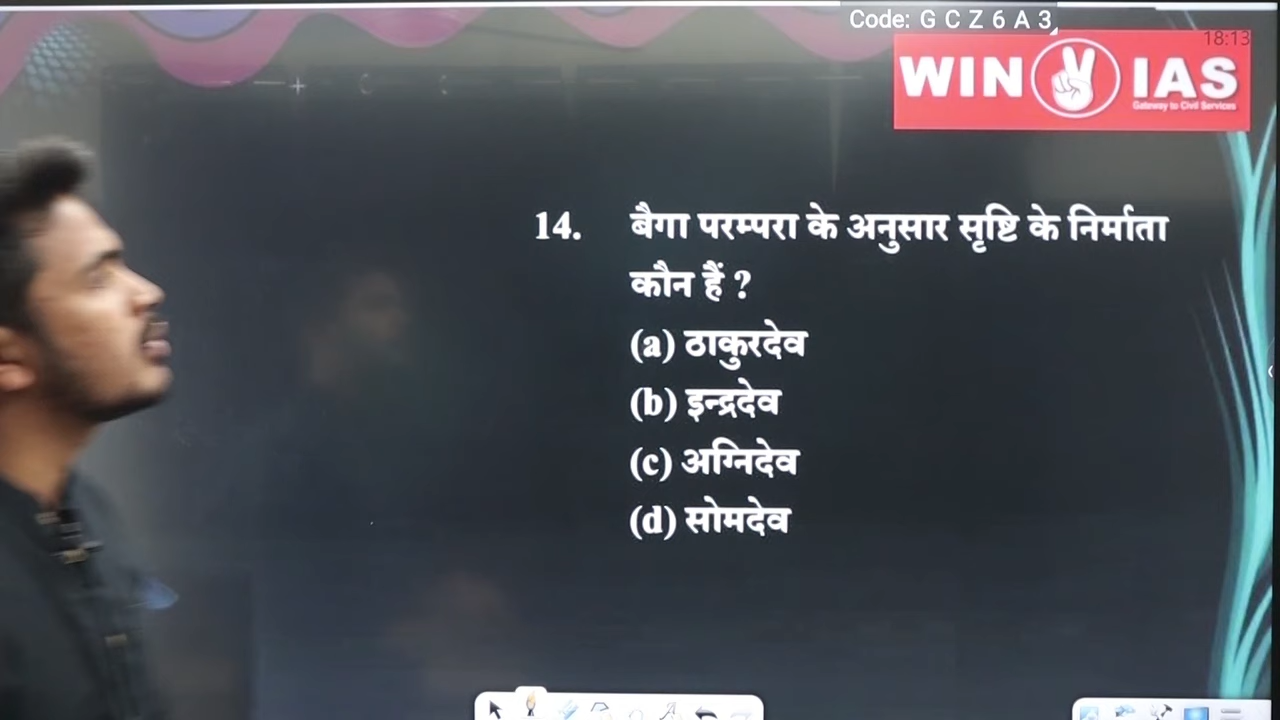 Code: G C Z 6 A 3
18:13
WIN IAS
Gateway to Civil Services
14. बैगा परम्परा के अनुसार सृष्टि के निर्माता
कौन हैं ?
(a) ठाकुरदेव
(b) इन्द्रदेव
(c) अग्निदेव
(d) सोमदेव